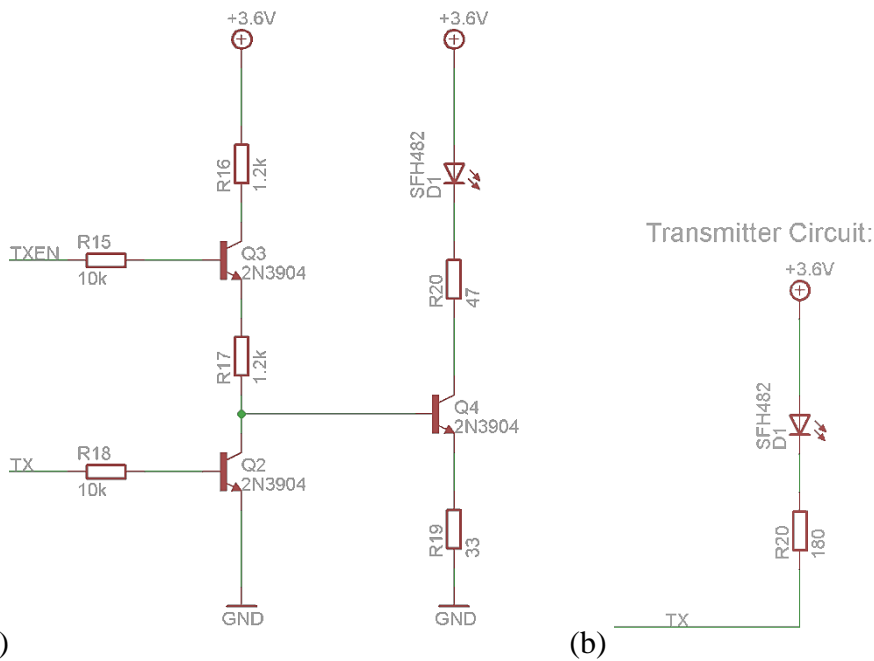 +3.6V
+3.6V
R16
1.2k
SFH482
D1
TXEN
R15
10k
Q3
2N3904
R20
47
R17
1.2k
Q4
2N3904
TX
R18
10k
Q2
2N3904
R19
33
GND
GND
)
Transmitter Circuit:
+3.6V
SFH482
D1
R20
180
TX
(b)